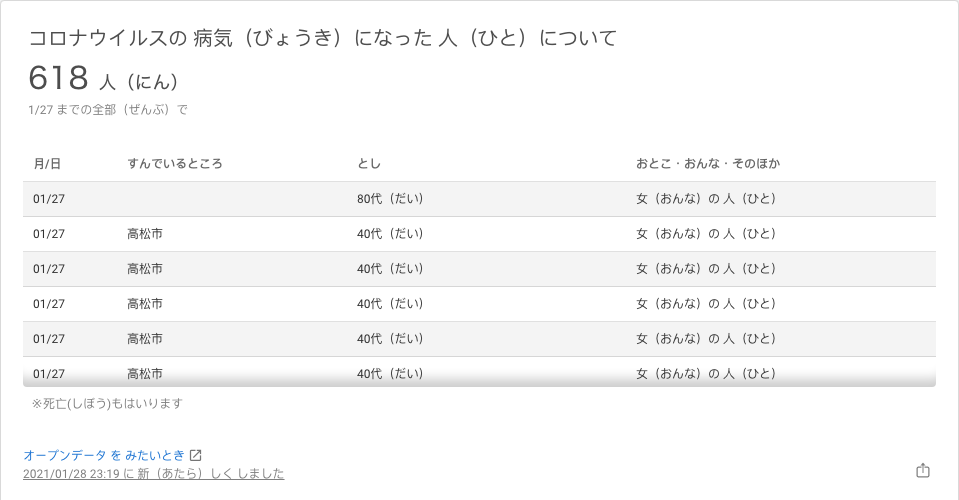 コロナウイルスの 病気（びょうき）になった 人（ひと）について
618 人（にん）
1/27 までの全部（ぜんぶ）で
月/日 すんでいるところ とし おとこ・おんな・そのほか
01/27 80代（だい） 女（おんな）の 人（ひと）
01/27 高松市 40代（だい） 女（おんな）の 人（ひと）
01/27 高松市 40代（だい） 女（おんな）の 人（ひと）
01/27 高松市 40代（だい） 女（おんな）の 人（ひと）
01/27 高松市 40代（だい） 女（おんな）の 人（ひと）
01/27 高松市 40代（だい） 女（おんな）の 人（ひと）
※死亡(しぼう)もはいります
オープンデータ を みたいとき
2021/01/28 23:19 に 新（あたら）しく しました